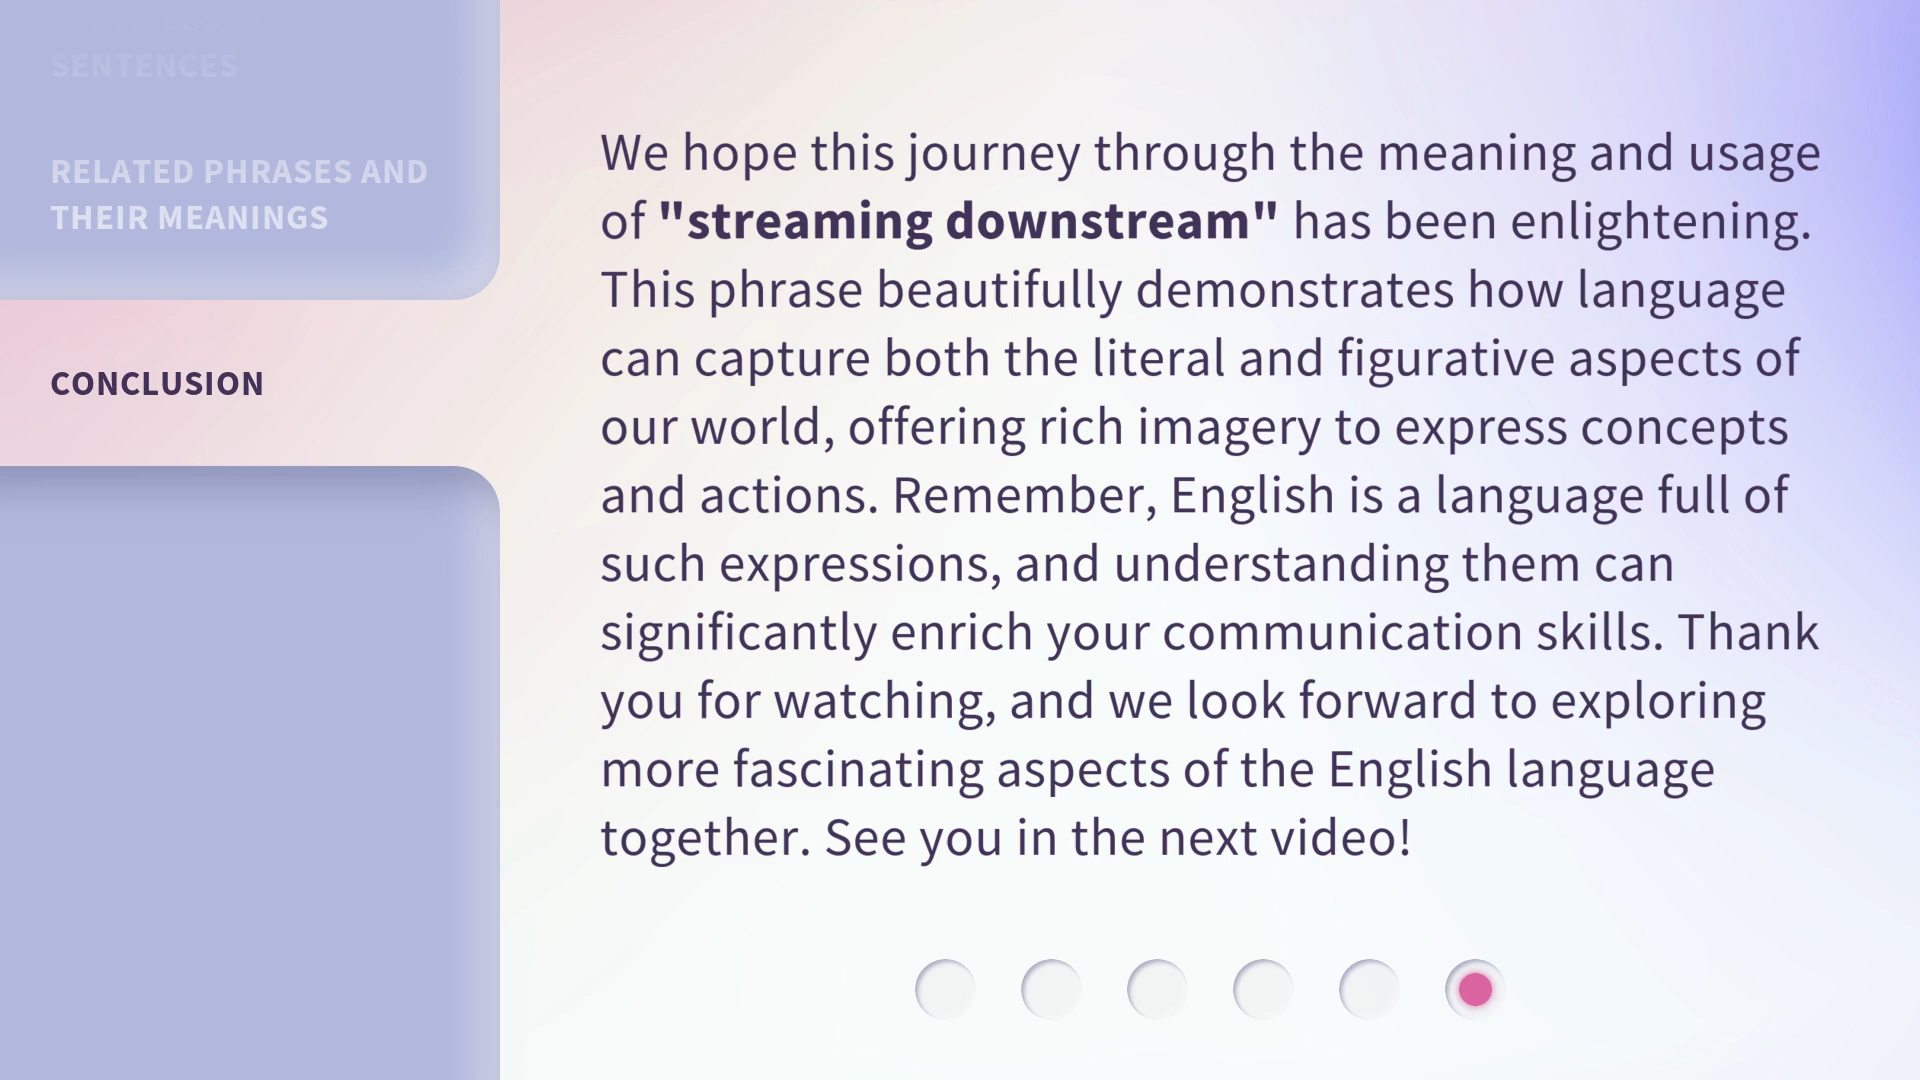 SENTENCES
RELATED PHRASES AND
THEIR MEANINGS
CONCLUSION
We hope this journey through the meaning and usage
of "streaming downstream" has been enlightening.
This phrase beautifully demonstrates how language
can capture both the literal and figurative aspects of
our world, offering rich imagery to express concepts
and actions. Remember, English is a language full of
such expressions, and understanding them can
significantly enrich your communication skills. Thank
you for watching, and we look forward to exploring
more fascinating aspects of the English language
together. See you in the next video!